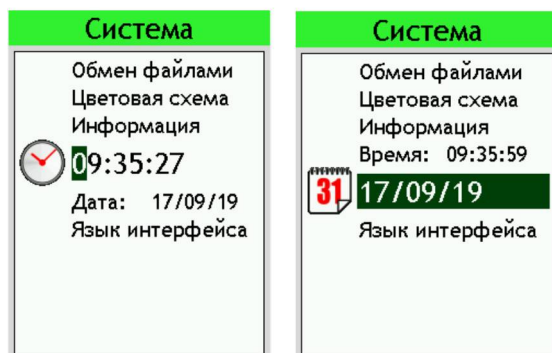 Система
Обмен файлами
Цветовая схема
Информация
09:35:27
Дата: 17/09/19
Язык интерфейса
Система
Обмен файлами
Цветовая схема
Информация
Время: 09:35:59
31
17/09/19
Язык интерфейса